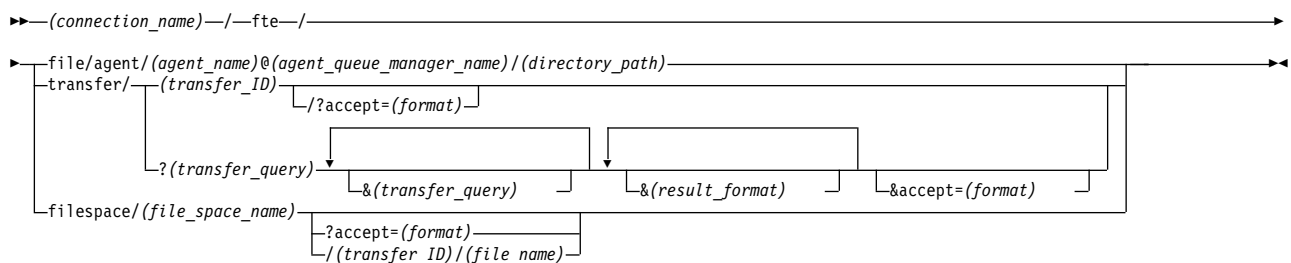 (connection_name) / fte /
file/agent/(agent_name)@(agent_queue_manager_name)/(directory_path)
transfer/ (transfer_ID)
/?accept=(format)
?(transfer_query)
&(transfer_query) &(result_format) &accept=(format)
filespace/(file_space_name)
?accept=(format)
/(transfer ID)/(file name)